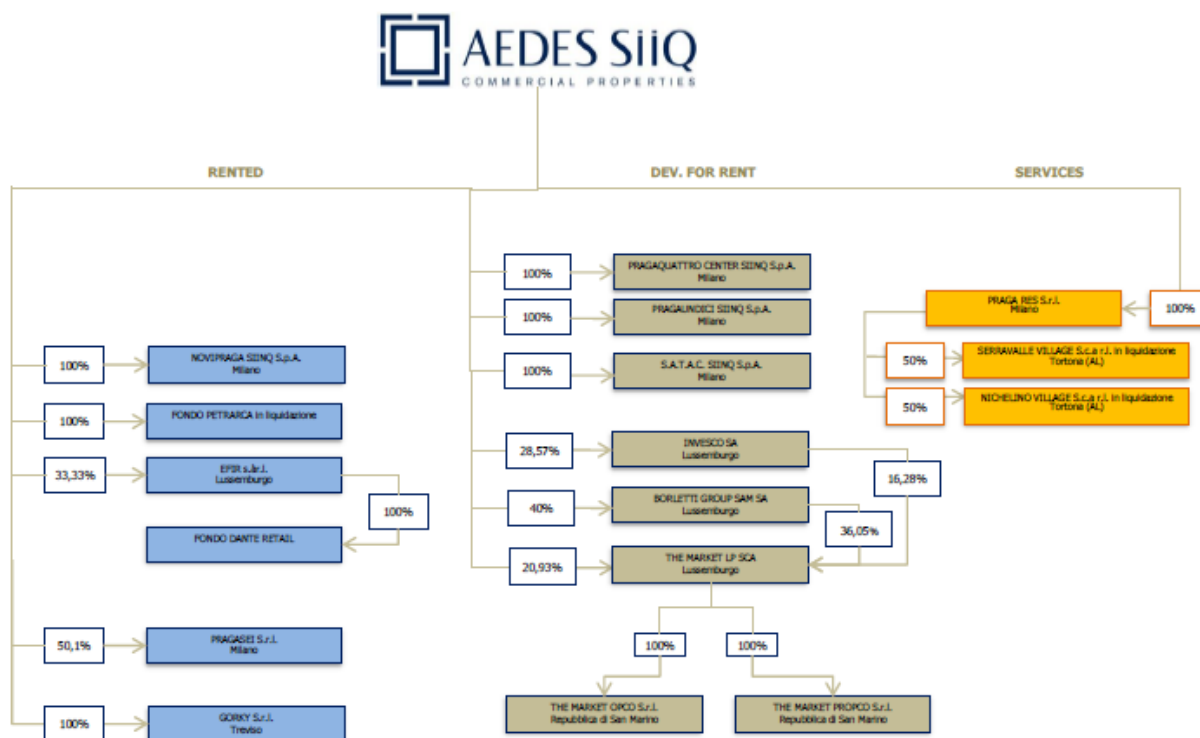 AEDES SiiQ
COMMERCIAL PROPERTIES
RENTED
DEV. FOR RENT
SERVICES
100%
NOVIPRAGA SIINQ S.p.A.
Milano
100%
FONDO PETRARCA in liquidazione
33,33%
EFIR s.àr.l.
Lussemburgo
100%
FONDO DANTE RETAIL
50,1%
PRAGASEI S.r.l.
Milano
100%
GORKY S.r.l.
Treviso
100%
PRAGAQUATTRO CENTER SIINQ S.p.A.
Milano
100%
PRAGAUNDICI SIINQ S.p.A.
Milano
100%
S.A.T.A.C. SIINQ S.p.A.
Milano
28,57%
INVESCO SA
Lussemburgo
16,28%
40%
BORLETTI GROUP SAM SA
Lussemburgo
36,05%
20,93%
THE MARKET LP SCA
Lussemburgo
100%
100%
THE MARKET OPCO S.r.l.
Repubblica di San Marino
THE MARKET PROPCO S.r.l.
Repubblica di San Marino
PRAGA RES S.r.l.
Milano
100%
50%
SERRAVALLE VILLAGE S.c.a r.l. in liquidazione
Tortona (AL)
50%
NICHELINO VILLAGE S.c.a r.l. in liquidazione
Tortona (AL)